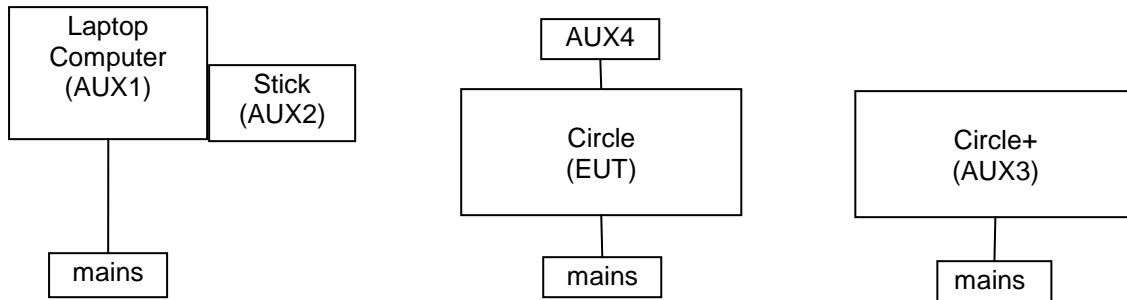 Laptop
Computer
(AUX1)
Stick
(AUX2)
mains
AUX4
Circle
(EUT)
mains
Circle+
(AUX3)
mains